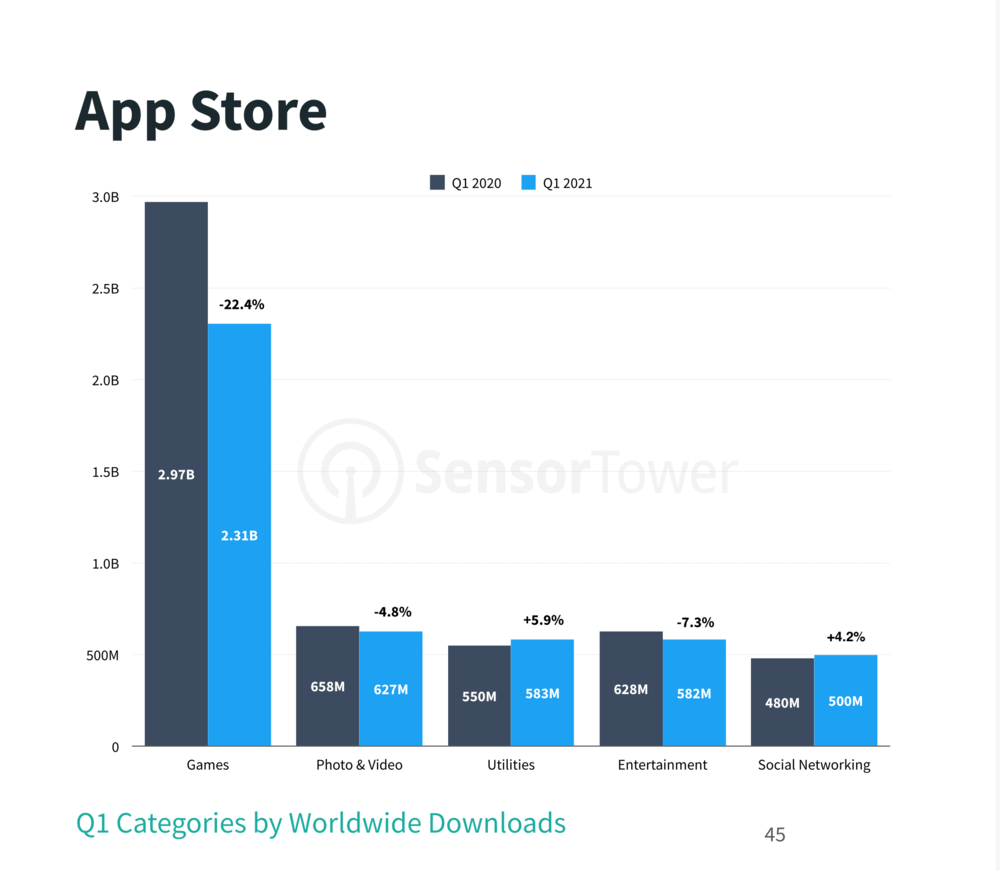 App Store
Q1 2020 Q1 2021
3.0B
2.5B
2.0B
1.5B
1.0B
500M
0
-22.4%
2.97B
2.31B
-4.8%
658M
627M
+5.9%
550M
583M
-7.3%
628M
582M
+4.2%
480M
500M
SensorTower
Games Photo & Video Utilities Entertainment Social Networking
Q1 Categories by Worldwide Downloads
45